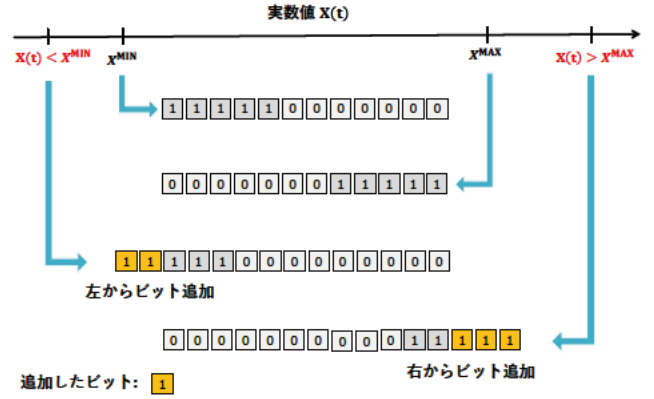 実数値 X(t)
X(t) < X^MIN X^MIN X^MAX X(t) > X^MAX
1 1 1 1 1 0 0 0 0 0 0 0
0 0 0 0 0 0 0 1 1 1 1 1
1 1 1 1 1 0 0 0 0 0 0 0 0 0
左からビット追加
0 0 0 0 0 0 0 0 0 0 1 1 1 1 1
右からビット追加
追加したビット: 1